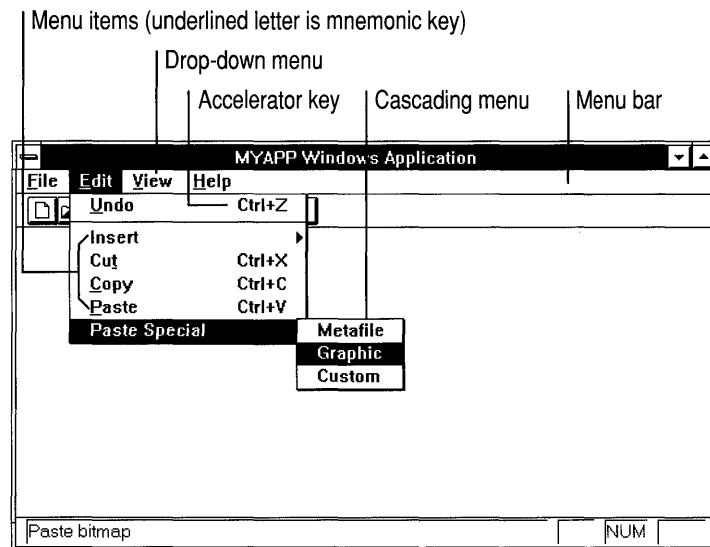 Menu items (underlined letter is mnemonic key)
Drop-down menu
Accelerator key
Cascading menu
Menu bar
MYAPP Windows Application
File Edit View Help
Undo Ctrl+Z
Insert
Cut Ctrl+X
Copy Ctrl+C
Paste Ctrl+V
Paste Special
Metafile
Graphic
Custom
Paste bitmap
NUM